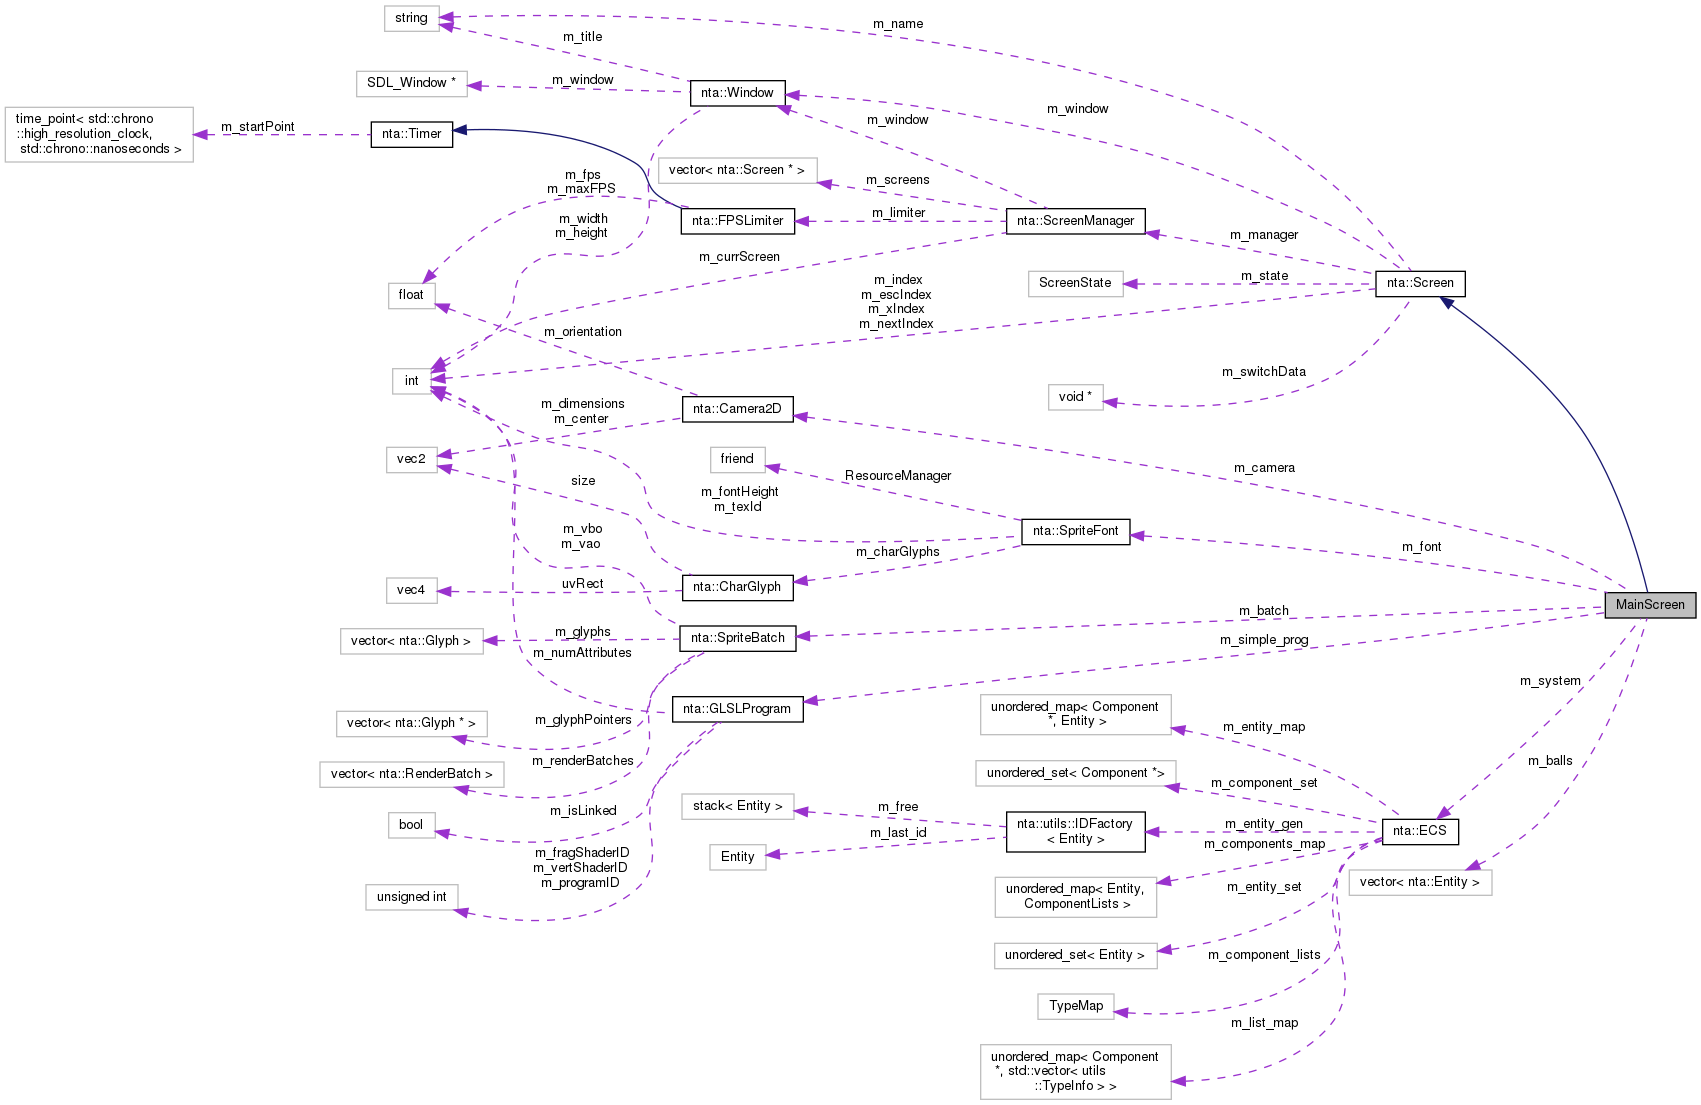 string
m_name
m_title
SDL_Window *
m_window
nta::Window
m_window
time_point< std::chrono
::high_resolution_clock,
std::chrono::nanoseconds >
m_startPoint
nta::Timer
m_window
vector< nta::Screen * >
m_screens
m_fps
m_maxFPS
nta::FPSLimiter
m_limiter
nta::ScreenManager
m_width
m_height
m_manager
m_currScreen
ScreenState
m_state
nta::Screen
float
m_index
m_escIndex
m_xIndex
m_nextIndex
m_orientation
int
m_switchData
void *
m_dimensions
m_center
nta::Camera2D
vec2
friend
ResourceManager
m_camera
size
m_fontHeight
m_texId
nta::SpriteFont
m_vbo
m_vao
m_charGlyphs
m_font
vec4
uvRect
nta::CharGlyph
MainScreen
m_batch
vector< nta::Glyph >
m_glyphs
nta::SpriteBatch
m_simple_prog
m_numAttributes
m_system
nta::GLSLProgram
unordered_map< Component
*, Entity >
m_entity_map
vector< nta::Glyph * >
m_glyphPointers
m_renderBatches
m_balls
vector< nta::RenderBatch >
unordered_set< Component *>
m_component_set
stack< Entity >
m_free
m_isLinked
bool
nta::utils::IDFactory
< Entity >
m_entity_gen
nta::ECS
m_last_id
m_components_map
m_fragShaderID
m_vertShaderID
m_programID
Entity
unsigned int
unordered_map< Entity,
ComponentLists >
m_entity_set
vector< nta::Entity >
unordered_set< Entity >
m_component_lists
TypeMap
m_list_map
unordered_map< Component
*, std::vector< utils
::TypeInfo > >